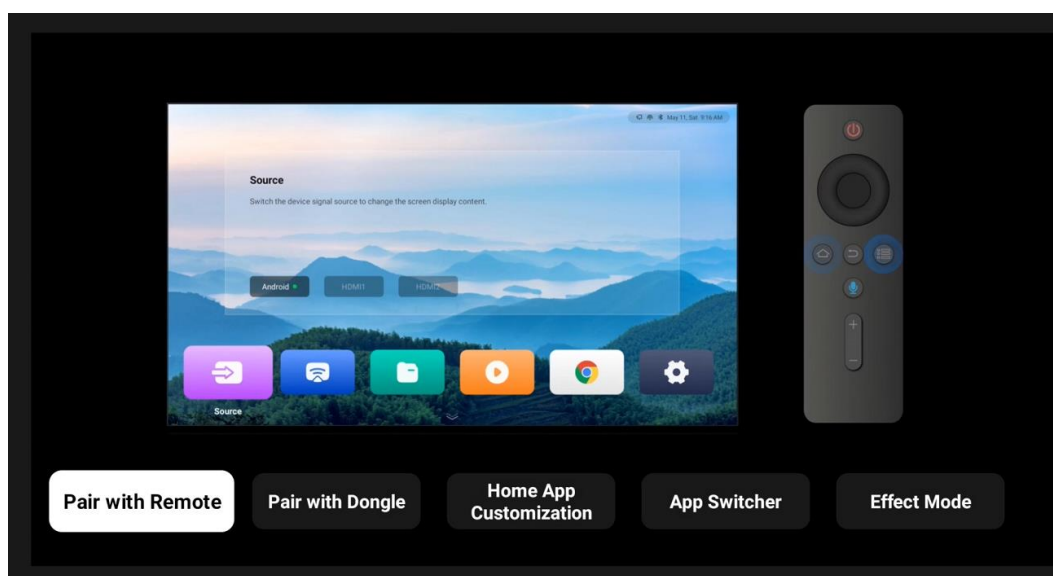 May 11, Sat 9:16 AM
Source
Switch the device signal source to change the screen display content.
Android
HDMI1
HDMI2
Source
Pair with Remote
Pair with Dongle
Home App
Customization
App Switcher
Effect Mode